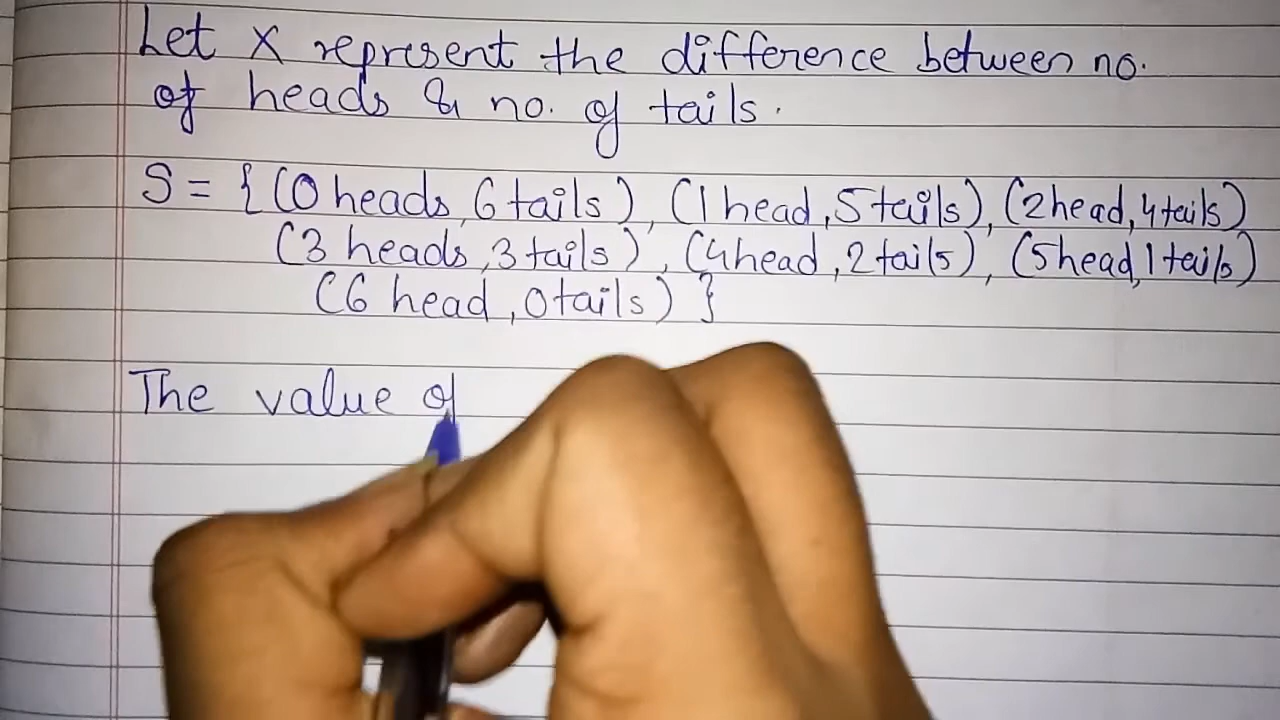 Let X represent the difference between no.
of heads & no. of tails.
S = { (0 heads, 6 tails), (1 head, 5 tails), (2 head, 4 tails)
(3 heads, 3 tails), (4 head, 2 tails), (5 head, 1 tails)
(6 head, 0 tails) }
The value of